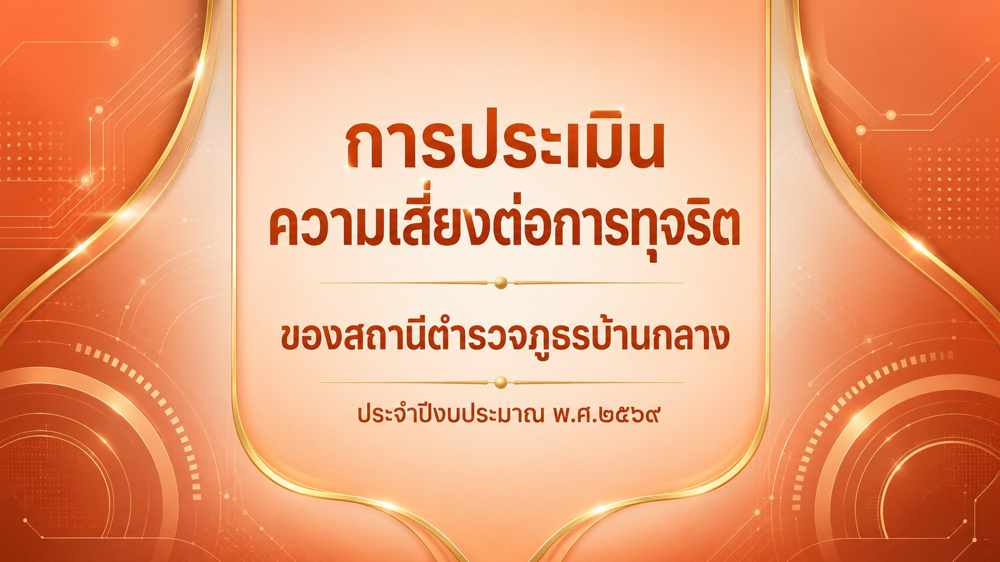 การประเมิน
ความเสี่ยงต่อการทุจริต
ของสถานีตำรวจภูธรบ้านกลาง
ประจำปีงบประมาณ พ.ศ.๒๕๖๙